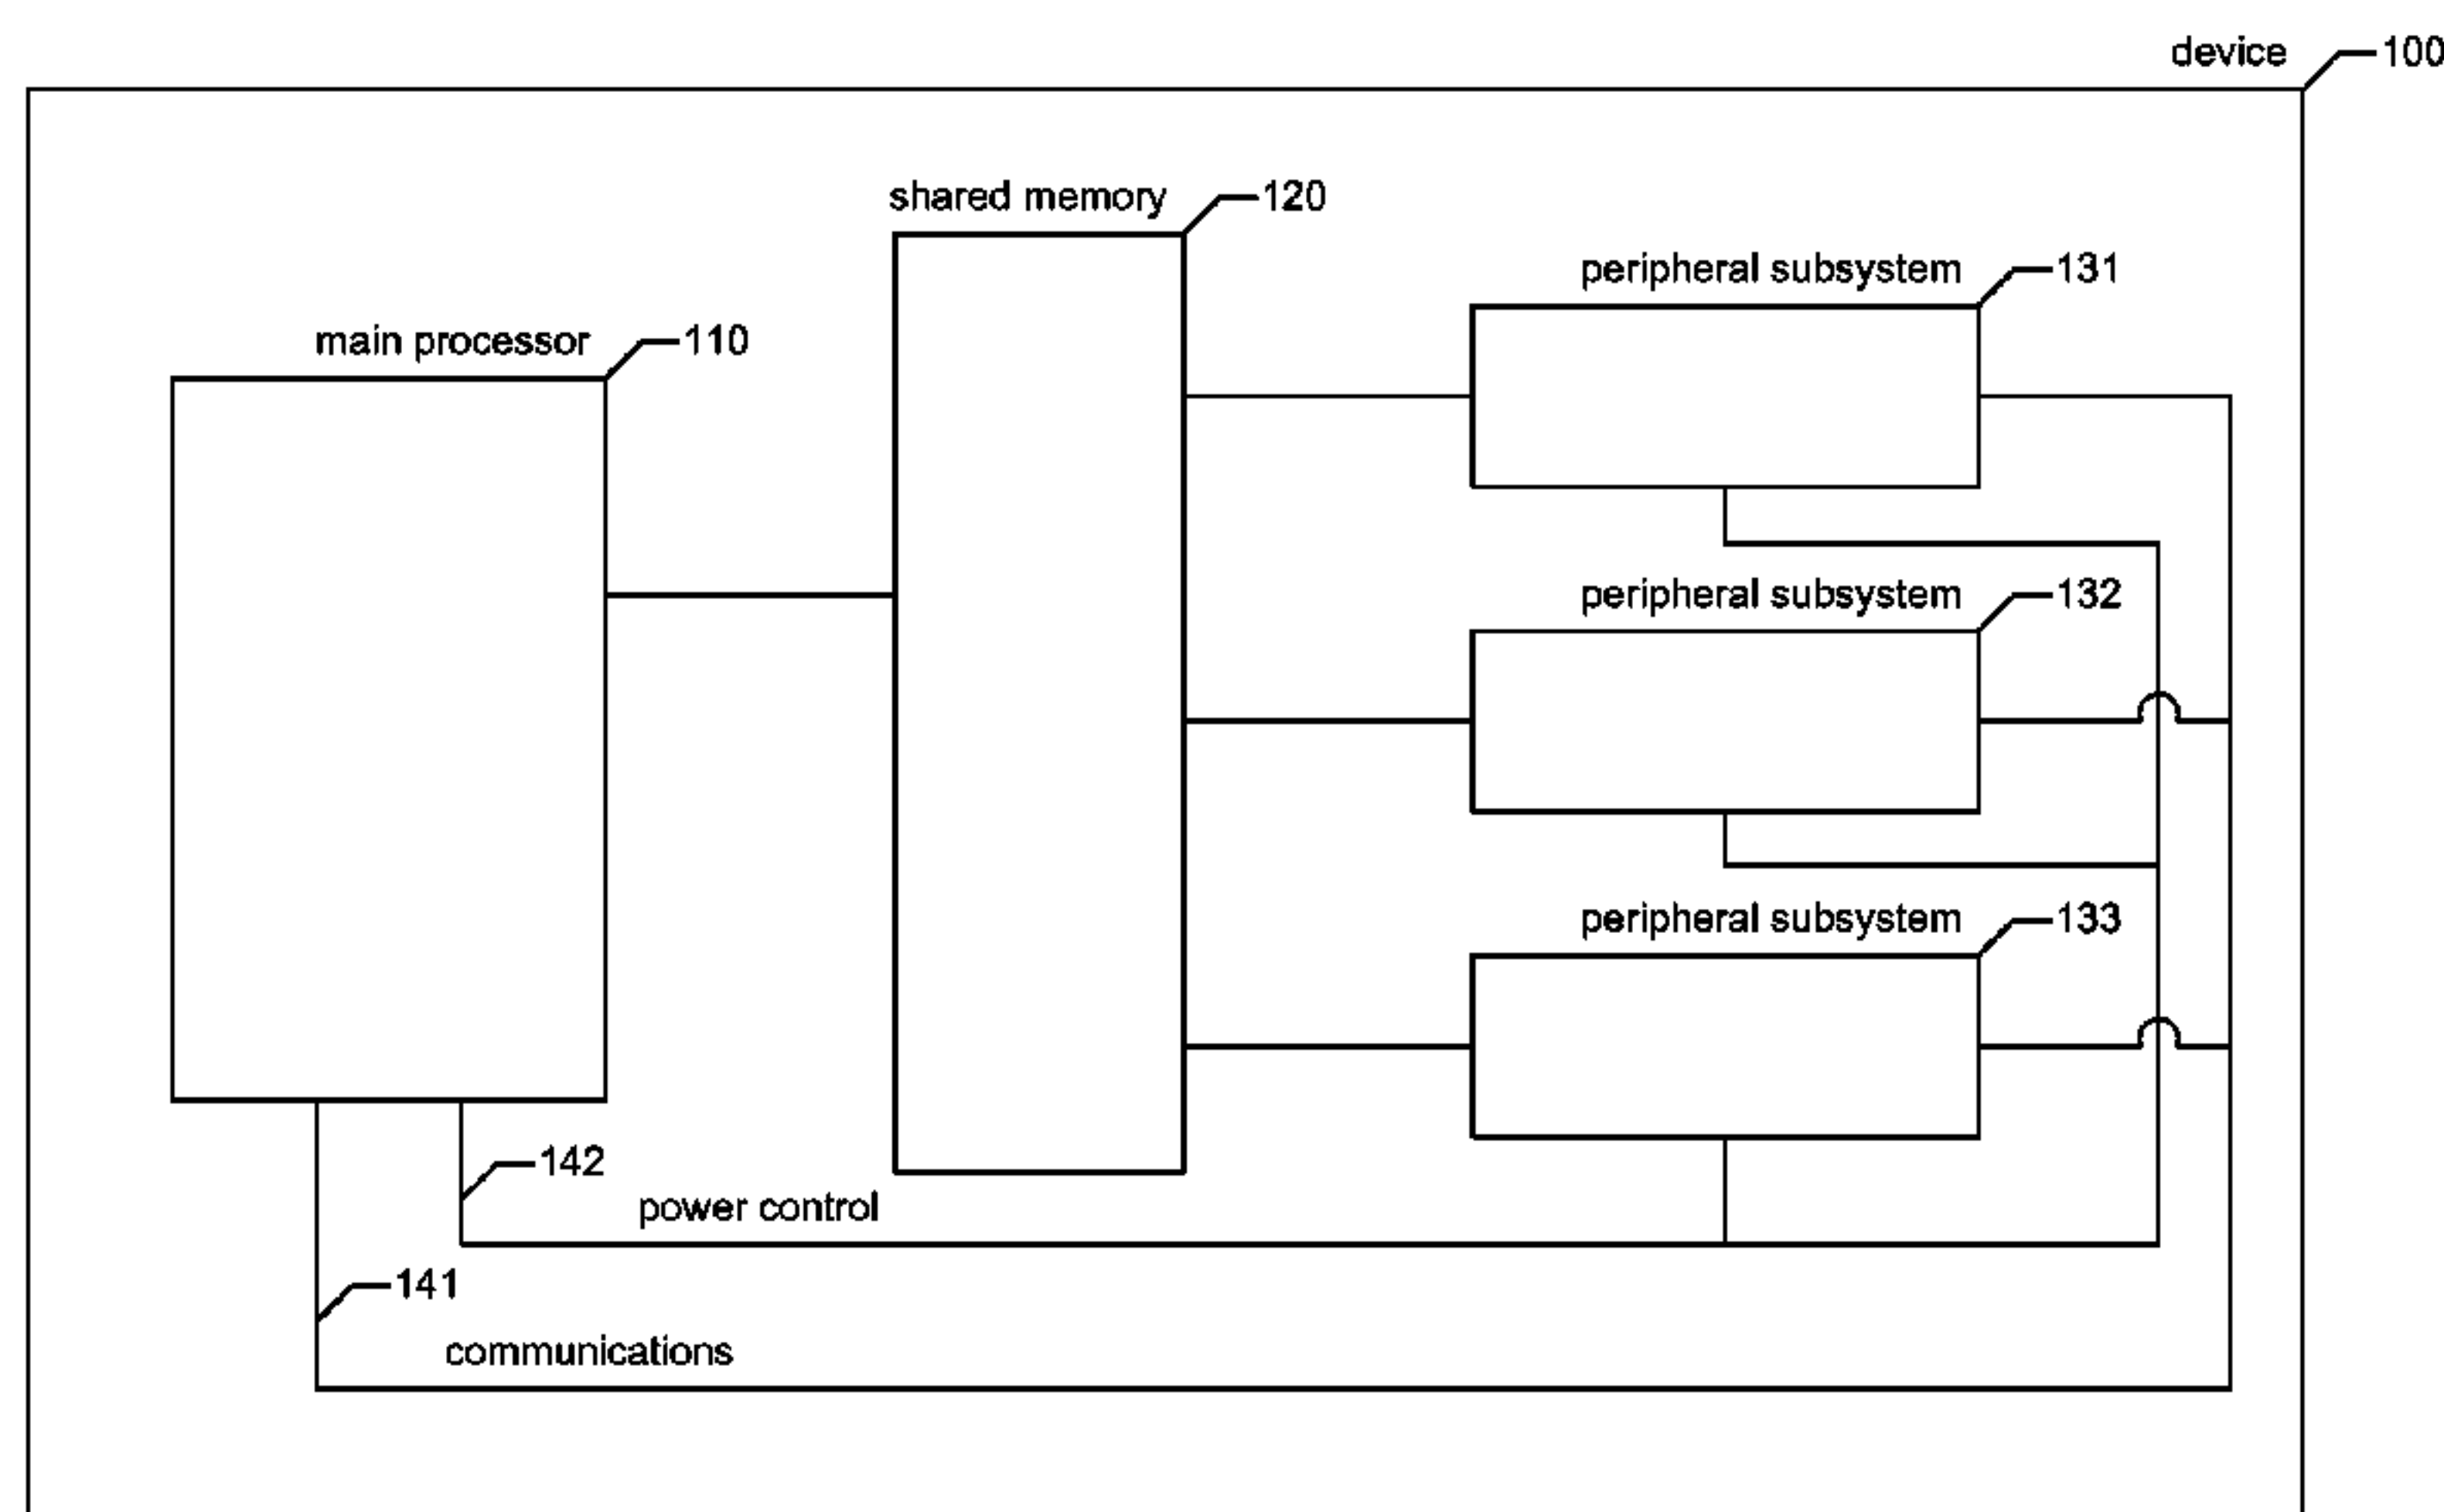 device 100
shared memory 120
peripheral subsystem 131
main processor 110
peripheral subsystem 132
peripheral subsystem 133
142
power control
141
communications